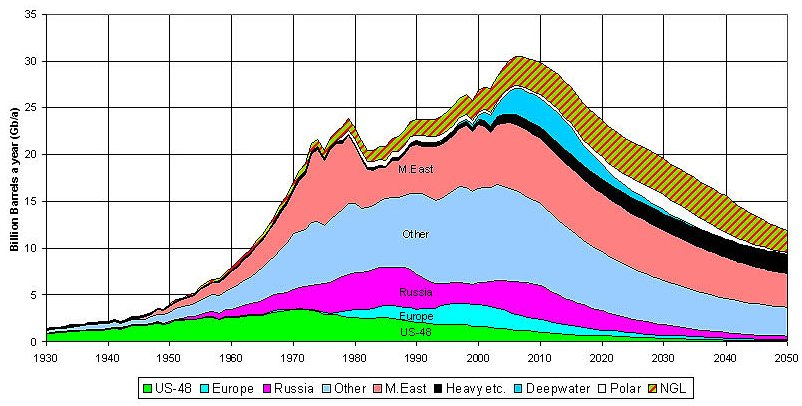 35
30
25
20
15
10
5
0
Billion Barrels a year (Gb/a)
M.East
Other
Russia
Europe
US-48
1930 1940 1950 1960 1970 1980 1990 2000 2010 2020 2030 2040 2050
US-48 Europe Russia Other M.East Heavy etc. Deepwater Polar NGL